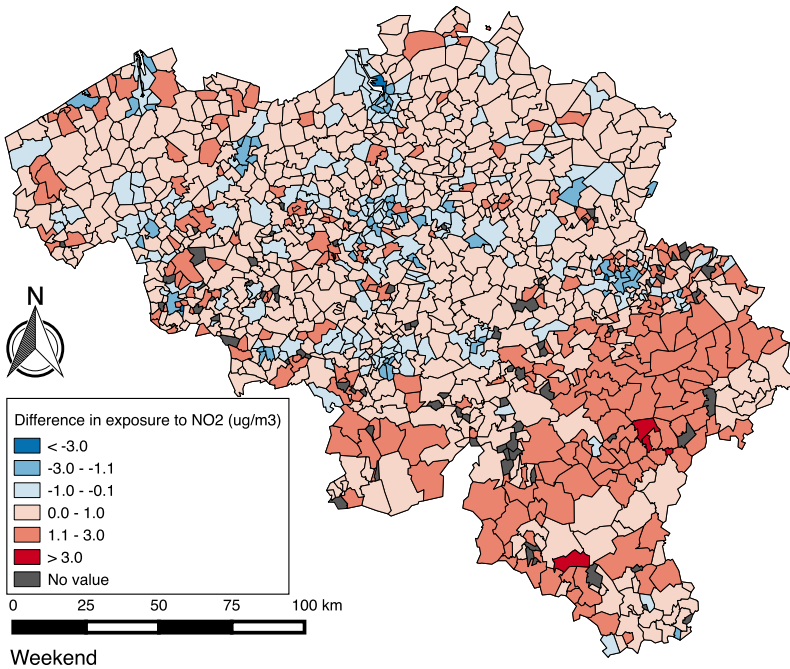 N
Difference in exposure to NO2 (ug/m3)
< -3.0
-3.0 - -1.1
-1.0 - -0.1
0.0 - 1.0
1.1 - 3.0
> 3.0
No value
0 25 50 75 100 km
Weekend